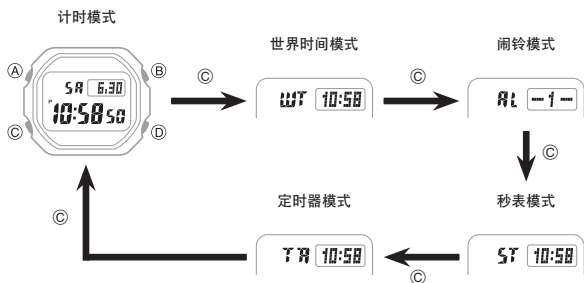 计时模式
世界时间模式
闹铃模式
Ⓐ
Ⓑ
SA 6.30
P 10:58 50
Ⓒ
Ⓓ
Ⓒ
WT 10:58
Ⓒ
AL -1-
Ⓒ
定时器模式
秒表模式
Ⓒ
TR 10:58
Ⓒ
ST 10:58